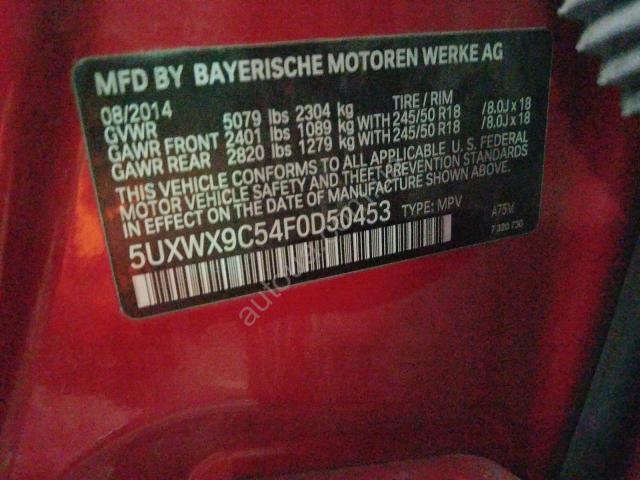 MFD BY BAYERISCHE MOTOREN WERKE AG
08/2014
GVWR 5079 lbs 2304 kg TIRE / RIM
GAWR FRONT 2401 lbs 1089 kg WITH 245/50 R18 /8.0J x 18
GAWR REAR 2820 lbs 1279 kg WITH 245/50 R18 /8.0J x 18
THIS VEHICLE CONFORMS TO ALL APPLICABLE U. S. FEDERAL
MOTOR VEHICLE SAFETY AND THEFT PREVENTION STANDARDS
IN EFFECT ON THE DATE OF MANUFACTURE SHOWN ABOVE.
5UXWX9C54F0D50453 TYPE: MPV A75M
7 320 730